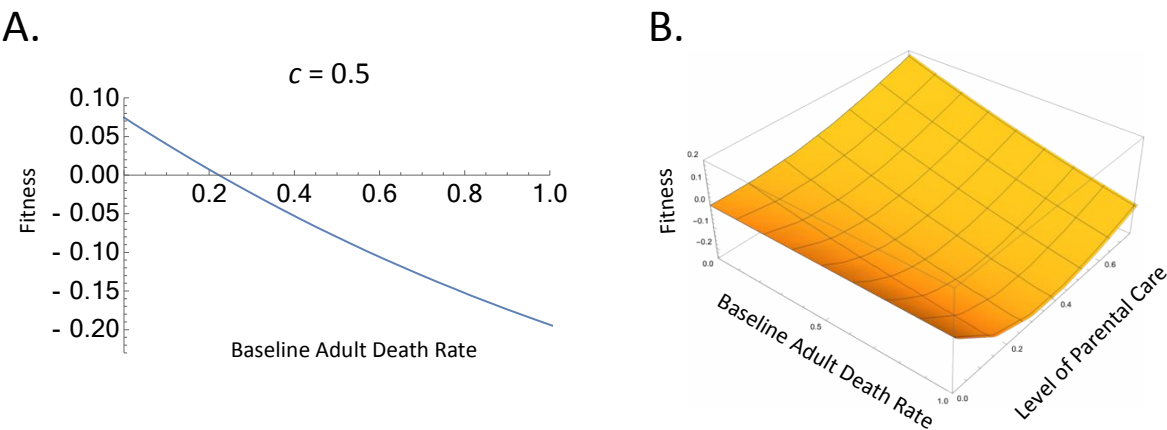 A.
c = 0.5
0.10
0.05
0.00
- 0.05
- 0.10
- 0.15
- 0.20
0.2 0.4 0.6 0.8 1.0
Fitness
Baseline Adult Death Rate
B.
0.2
0.1
0.0
-0.1
-0.2
Fitness
0.0
0.5
1.0
Baseline Adult Death Rate
0.0
0.2
0.4
0.6
Level of Parental Care